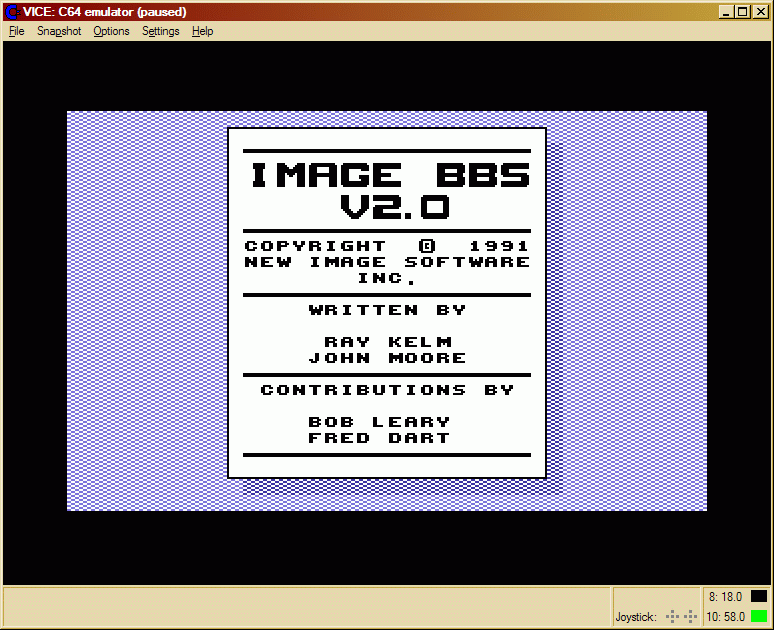 VICE: C64 emulator (paused)
File Snapshot Options Settings Help
IMAGE BBS
V2.0
COPYRIGHT © 1991
NEW IMAGE SOFTWARE
INC.
WRITTEN BY
RAY KELM
JOHN MOORE
CONTRIBUTIONS BY
BOB LEARY
FRED DART
8: 18.0
Joystick: 10: 58.0